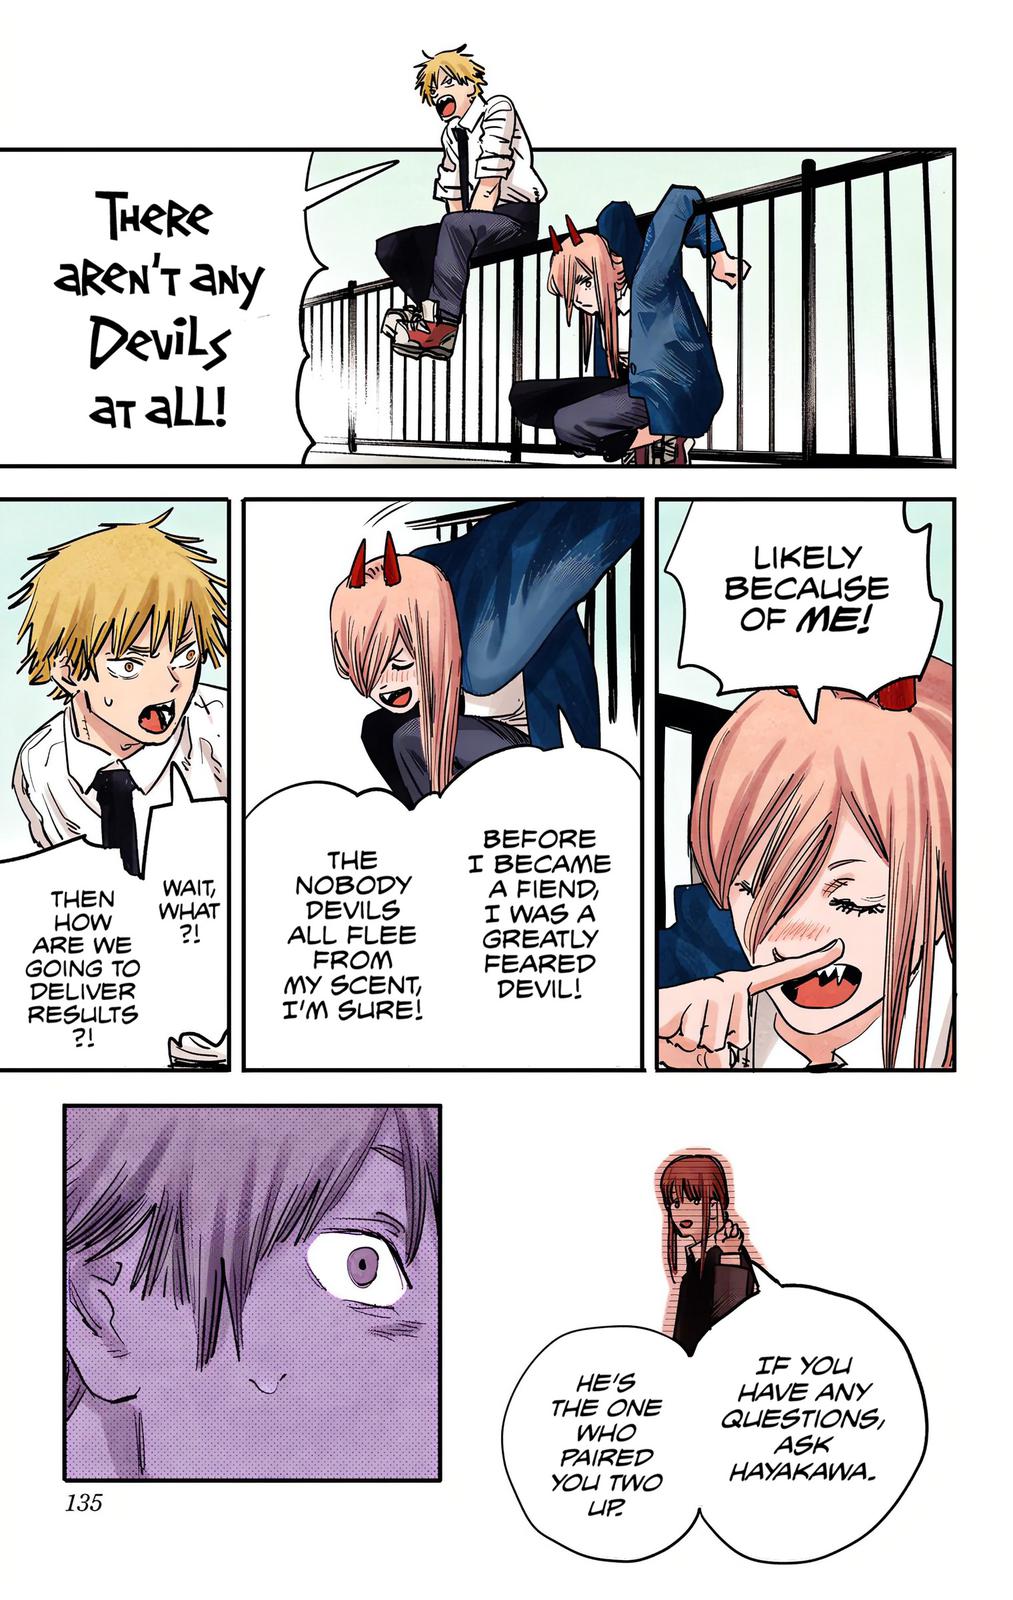 THERE
AREN'T ANY
DEVILS
AT ALL!
LIKELY
BECAUSE
OF ME!
BEFORE
I BECAME
A FIEND,
I WAS A
GREATLY
FEARED
DEVIL!
THE
NOBODY
DEVILS
ALL FLEE
FROM
MY SCENT,
I'M SURE!
WAIT,
WHAT
?!
THEN
HOW
ARE WE
GOING TO
DELIVER
RESULTS
?!
IF YOU
HAVE ANY
QUESTIONS,
ASK
HAYAKAWA.
HE'S
THE ONE
WHO
PAIRED
YOU TWO
UP.
135